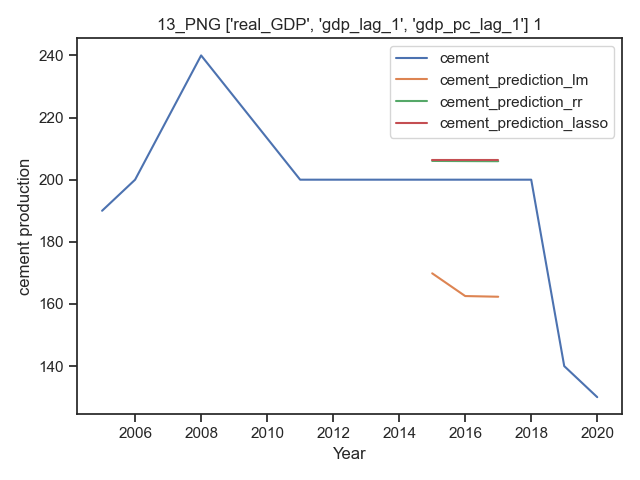 13_PNG ['real_GDP', 'gdp_lag_1', 'gdp_pc_lag_1'] 1
cement
cement_prediction_lm
cement_prediction_rr
cement_prediction_lasso
cement production
240
220
200
180
160
140
2006 2008 2010 2012 2014 2016 2018 2020
Year